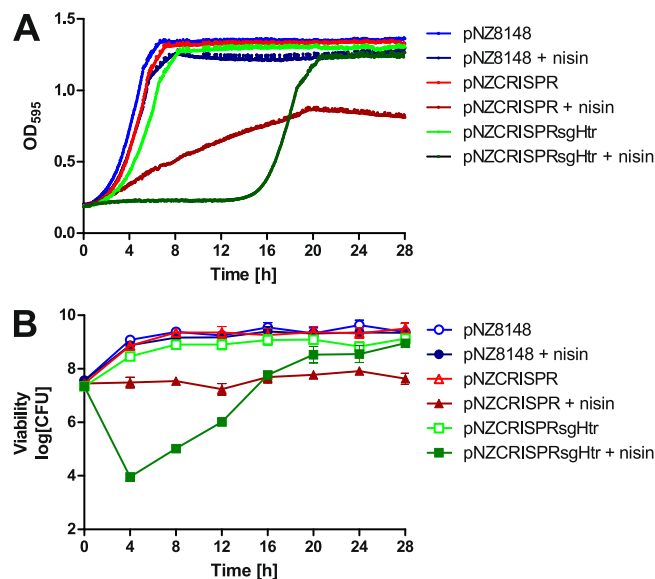 A
OD595
1.5
1.0
0.5
0.0
0 4 8 12 16 20 24 28
Time [h]
pNZ8148
pNZ8148 + nisin
pNZCRISPR
pNZCRISPR + nisin
pNZCRISPRsgHtr
pNZCRISPRsgHtr + nisin
B
Viability
log[CFU]
10
8
6
4
2
0 4 8 12 16 20 24 28
Time [h]
pNZ8148
pNZ8148 + nisin
pNZCRISPR
pNZCRISPR + nisin
pNZCRISPRsgHtr
pNZCRISPRsgHtr + nisin